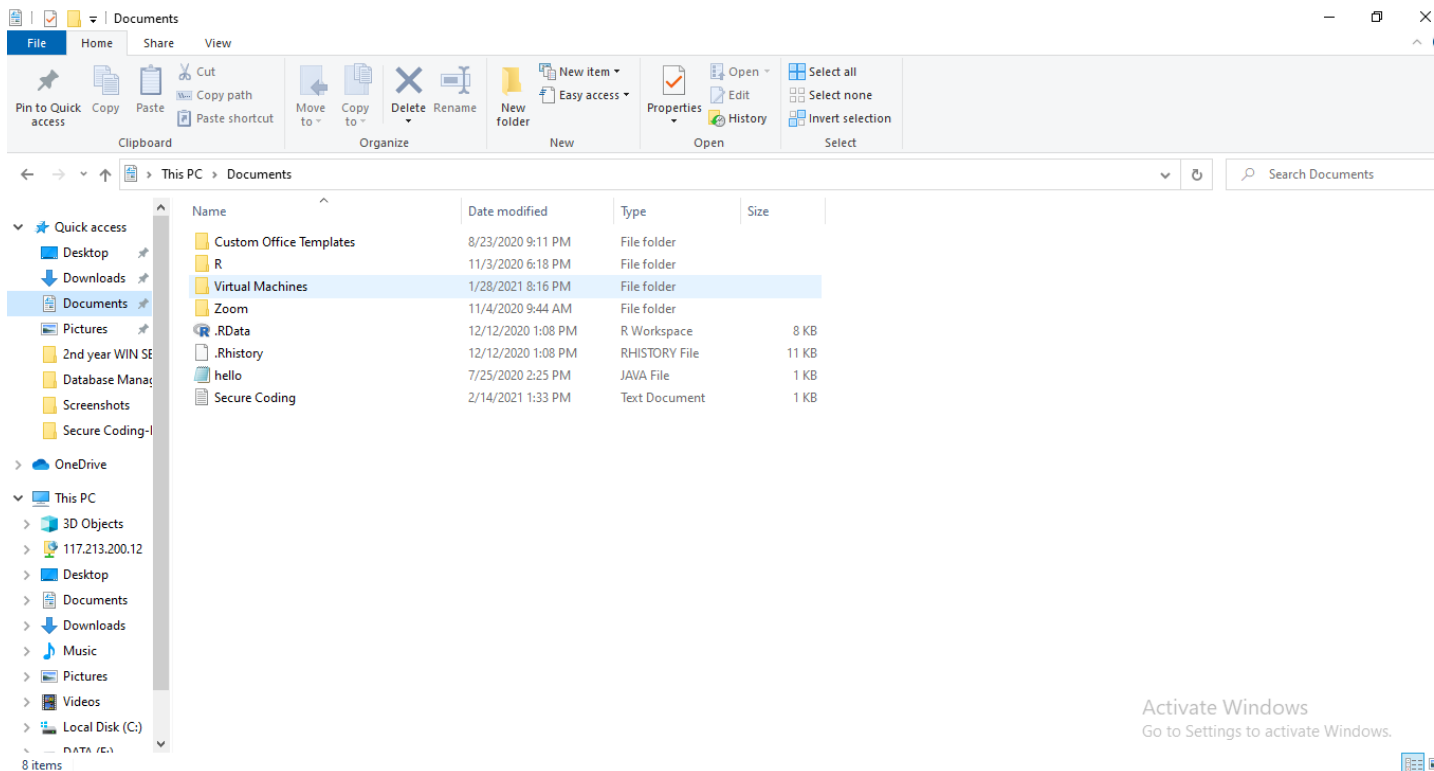 Documents
File Home Share View
Pin to Quick access Copy Paste Cut Copy path Paste shortcut
Move to Copy to Delete Rename New folder New item Easy access
Properties Open Edit History Select all Select none Invert selection
Clipboard Organize New Open Select
This PC > Documents Search Documents
Name Date modified Type Size
Quick access
Desktop
Downloads
Documents
Pictures
2nd year WIN SE
Database Manag
Screenshots
Secure Coding-l
OneDrive
This PC
3D Objects
117.213.200.12
Desktop
Documents
Downloads
Music
Pictures
Videos
Local Disk (C:)
Custom Office Templates 8/23/2020 9:11 PM File folder
R 11/3/2020 6:18 PM File folder
Virtual Machines 1/28/2021 8:16 PM File folder
Zoom 11/4/2020 9:44 AM File folder
.RData 12/12/2020 1:08 PM R Workspace 8 KB
.Rhistory 12/12/2020 1:08 PM RHISTORY File 11 KB
hello 7/25/2020 2:25 PM JAVA File 1 KB
Secure Coding 2/14/2021 1:33 PM Text Document 1 KB
Activate Windows
Go to Settings to activate Windows.
8 items